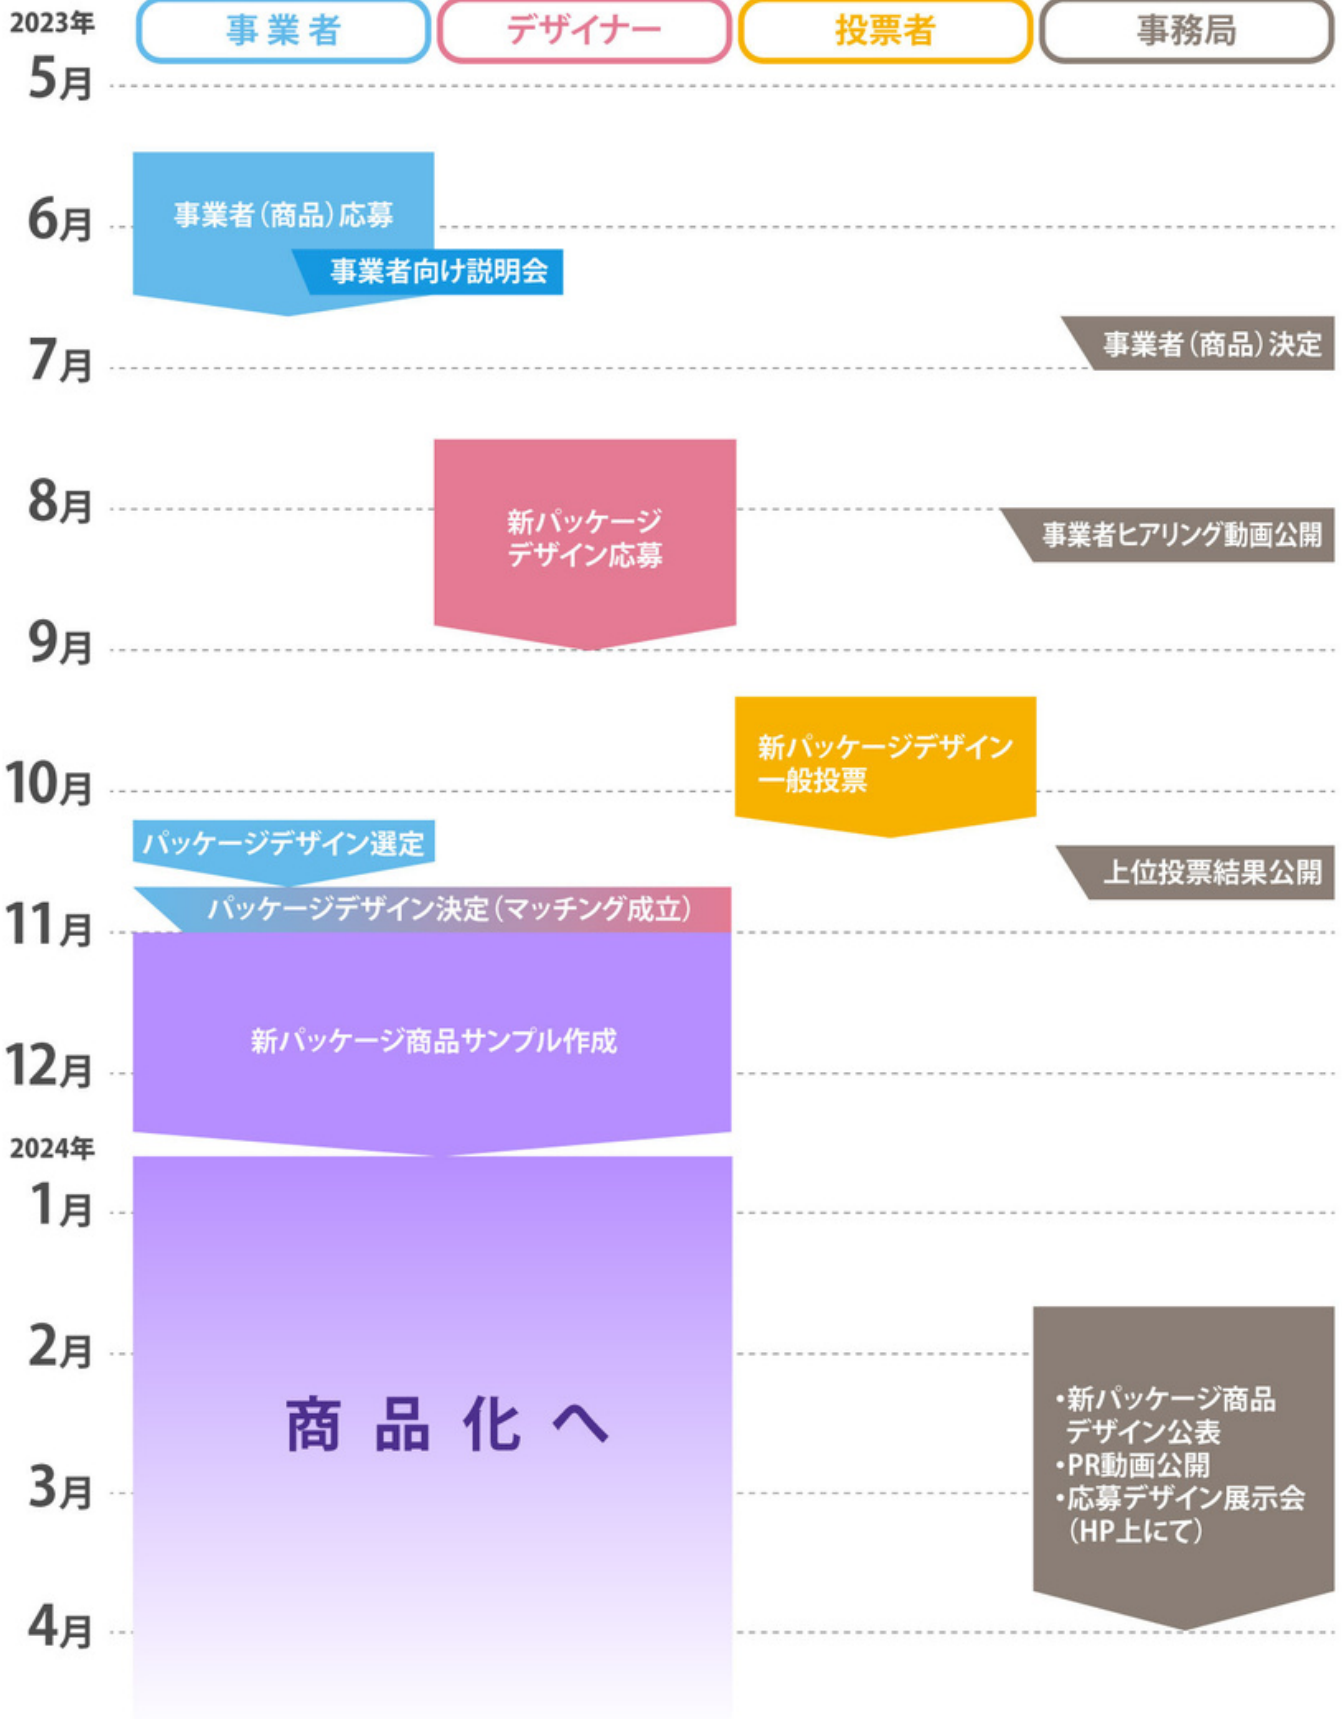 2023年
事業者
デザイナー
投票者
事務局
5月
事業者(商品)応募
6月
事業者向け説明会
事業者(商品)決定
7月
8月
新パッケージ
デザイン応募
事業者ヒアリング動画公開
9月
新パッケージデザイン
一般投票
10月
パッケージデザイン選定
上位投票結果公開
パッケージデザイン決定(マッチング成立)
11月
新パッケージ商品サンプル作成
12月
2024年
1月
2月
商品化へ
・新パッケージ商品
デザイン公表
・PR動画公開
・応募デザイン展示会
(HP上にて)
3月
4月